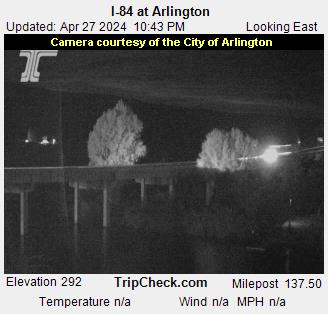 I-84 at Arlington
Updated: Apr 27 2024 10:43 PM Looking East
Camera courtesy of the City of Arlington
Elevation 292 TripCheck.com Milepost 137.50
Temperature n/a Wind n/a MPH n/a